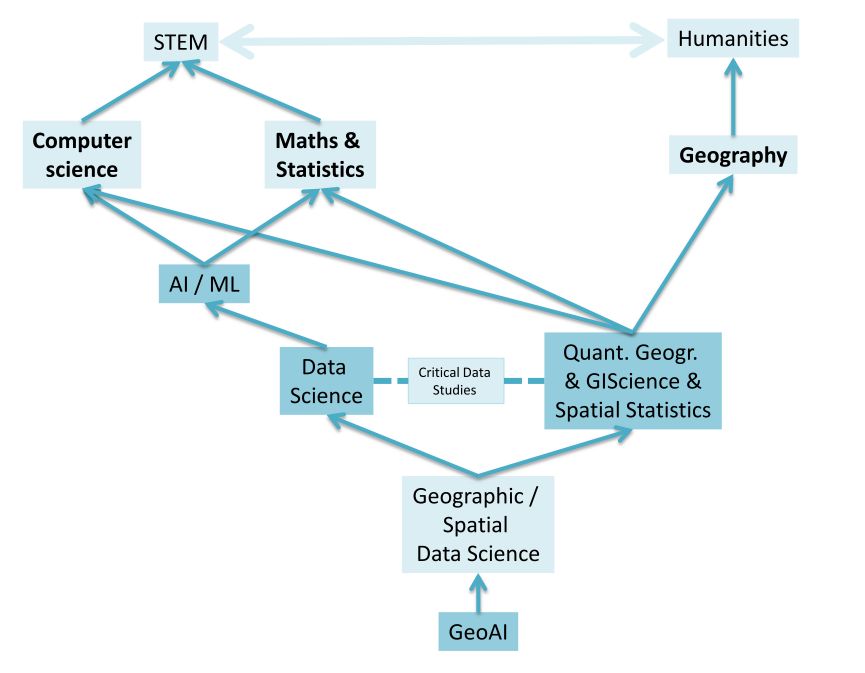 STEM
Humanities
Computer
science
Maths &
Statistics
Geography
AI / ML
Data
Science
Critical Data
Studies
Quant. Geogr.
& GIScience &
Spatial Statistics
Geographic /
Spatial
Data Science
GeoAI